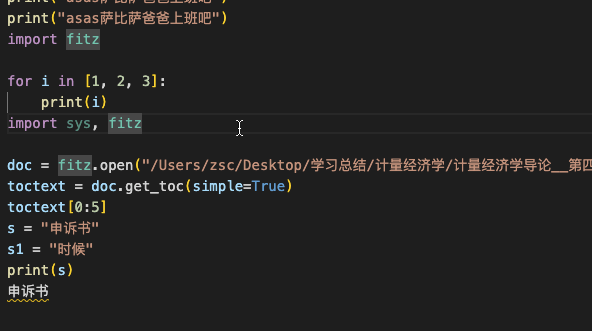 print("asas萨比萨爸爸上班吧")
print("asas萨比萨爸爸上班吧")
import fitz
for i in [1, 2, 3]:
    print(i)
import sys, fitz
doc = fitz.open("/Users/zsc/Desktop/学习总结/计量经济学/计量经济学导论__第四
toctext = doc.get_toc(simple=True)
toctext[0:5]
s = "申诉书"
s1 = "时候"
print(s)
申诉书